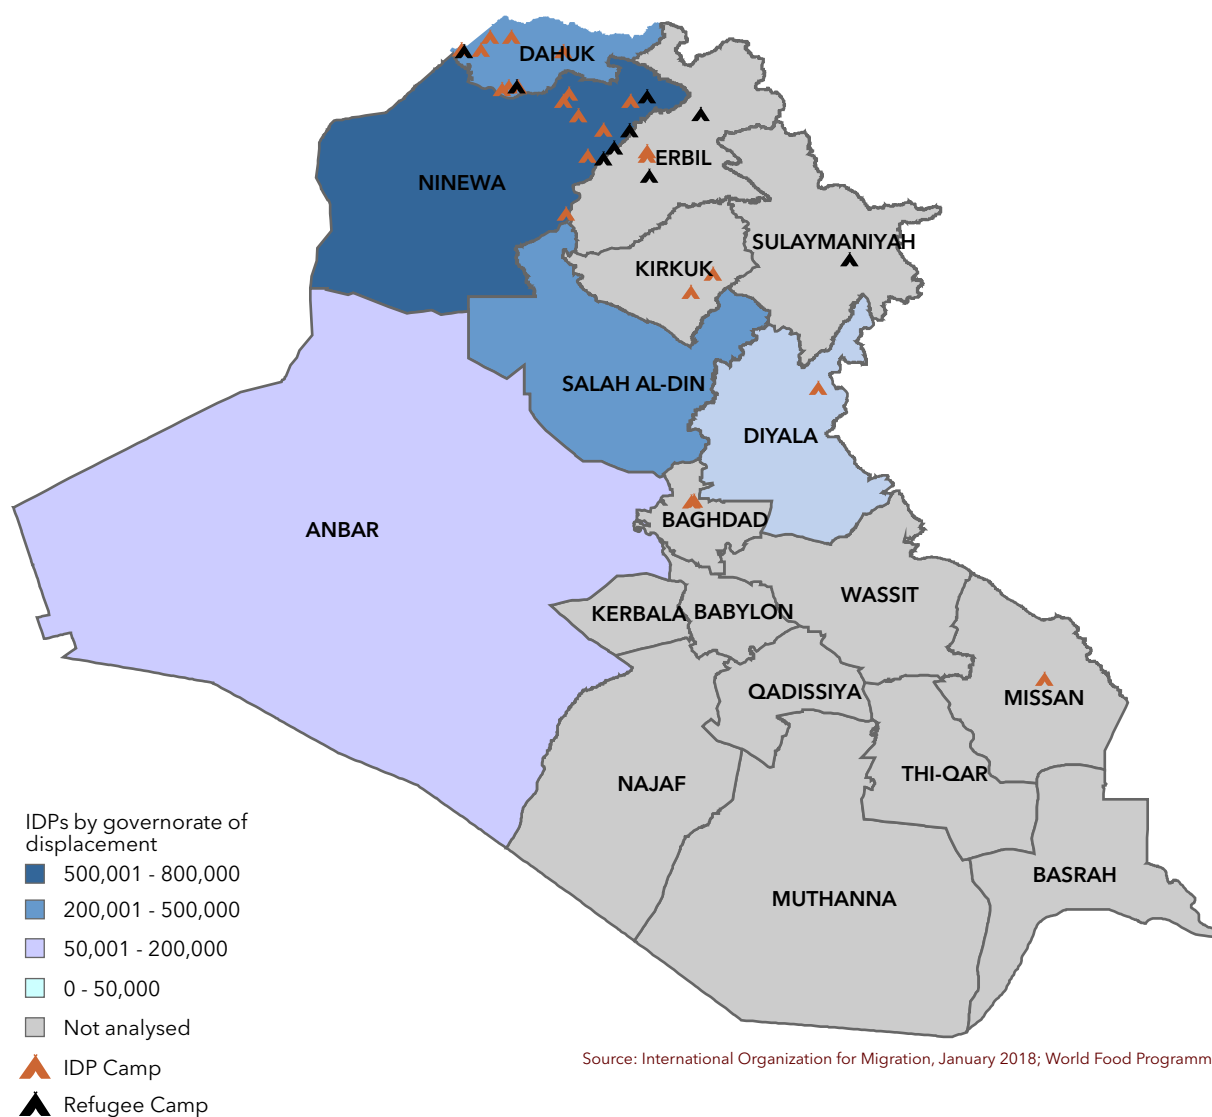 DAHUK
NINEWA
ERBIL
SULAYMANIYAH
KIRKUK
SALAH AL-DIN
DIYALA
ANBAR
BAGHDAD
WASSIT
KERBALA
BABYLON
QADISSIYA
MISSAN
NAJAF
THI-QAR
BASRAH
MUTHANNA
IDPs by governorate of
displacement
500,001 - 800,000
200,001 - 500,000
50,001 - 200,000
0 - 50,000
Not analysed
IDP Camp
Refugee Camp
Source: International Organization for Migration, January 2018; World Food Programm